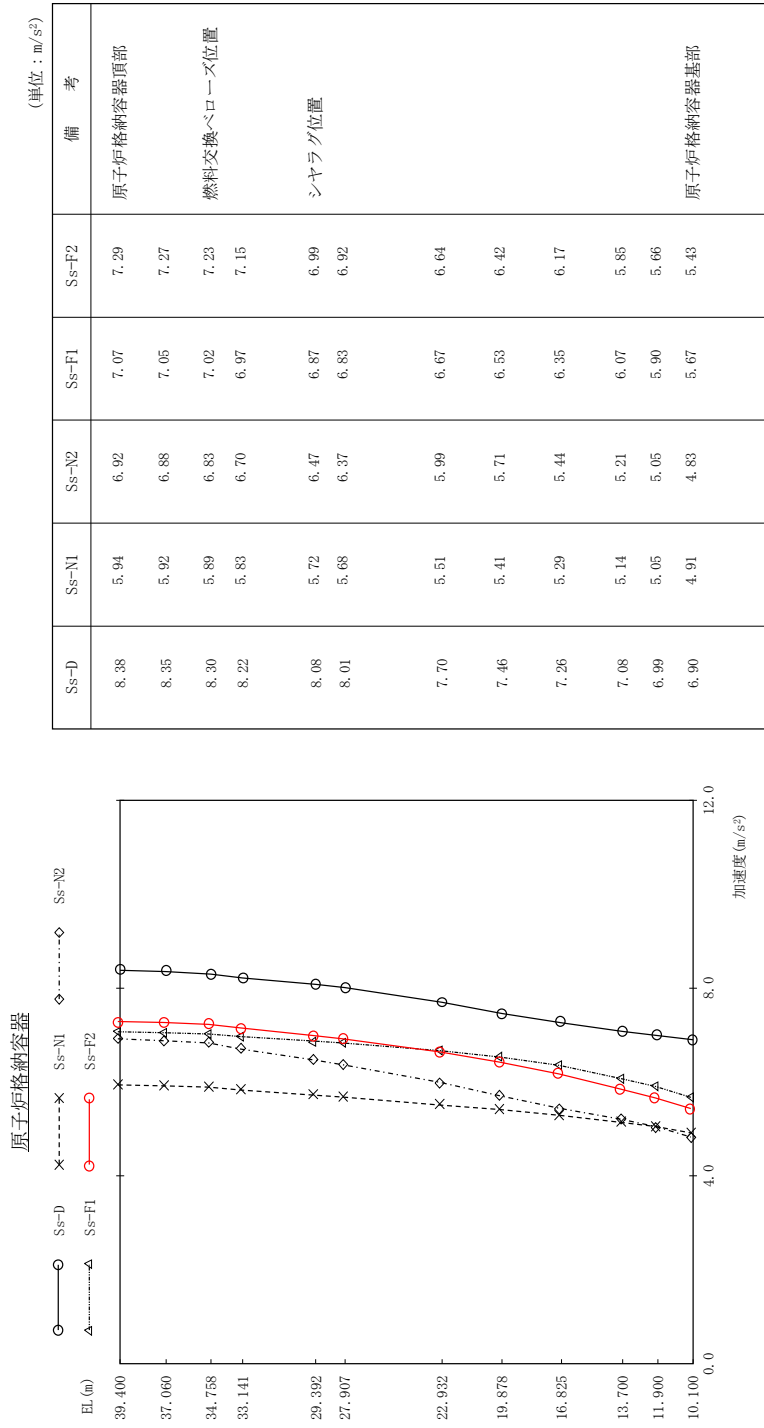 原子炉格納容器
Ss-D Ss-N1 Ss-N2
Ss-F1 Ss-F2
EL(m)
39.400
37.060
34.758
33.141
29.392
27.907
22.932
19.878
16.825
13.700
11.900
10.100
0.0 4.0 8.0 12.0
加速度(m/s²)
(単位：m/s²)
Ss-D Ss-N1 Ss-N2 Ss-F1 Ss-F2 備 考
8.38 5.94 6.92 7.07 7.29 原子炉格納容器頂部
8.35 5.92 6.88 7.05 7.27
8.30 5.89 6.83 7.02 7.23 燃料交換ベローズ位置
8.22 5.83 6.70 6.97 7.15
8.08 5.72 6.47 6.87 6.99 シヤラグ位置
8.01 5.68 6.37 6.83 6.92
7.70 5.51 5.99 6.67 6.64
7.46 5.41 5.71 6.53 6.42
7.26 5.29 5.44 6.35 6.17
7.08 5.14 5.21 6.07 5.85
6.99 5.05 5.05 5.90 5.66
6.90 4.91 4.83 5.67 5.43 原子炉格納容器基部